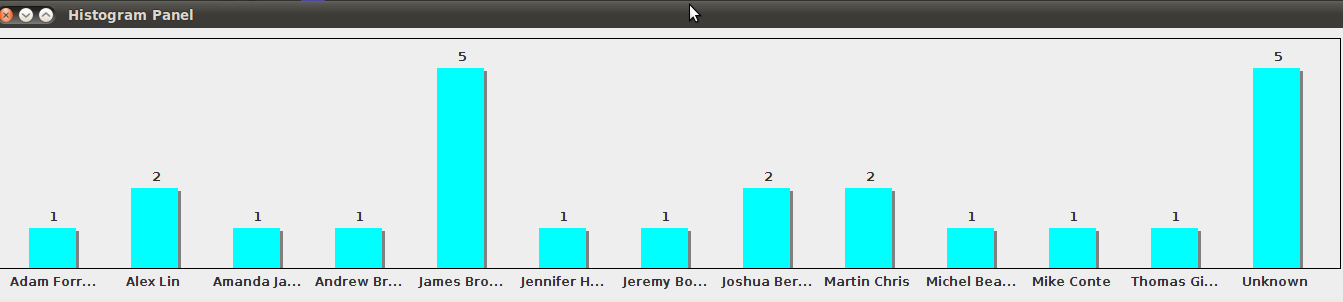 Histogram Panel
5 5
2 2 2
1 1 1 1 1 1 1 1
Adam Forr... Alex Lin Amanda Ja... Andrew Br... James Bro... Jennifer H... Jeremy Bo... Joshua Ber... Martin Chris Michel Bea... Mike Conte Thomas Gi... Unknown